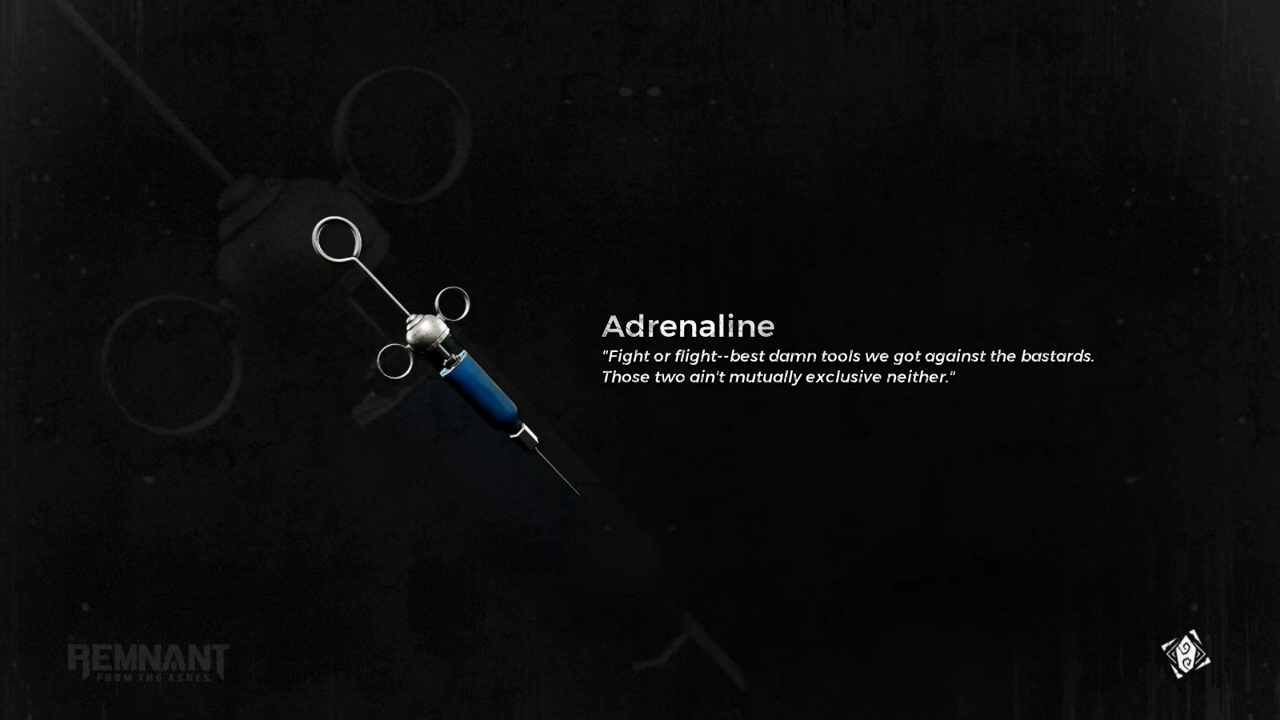 Adrenaline
"Fight or flight--best damn tools we got against the bastards.
Those two ain't mutually exclusive neither."
REMNANT
FROM THE ASHES